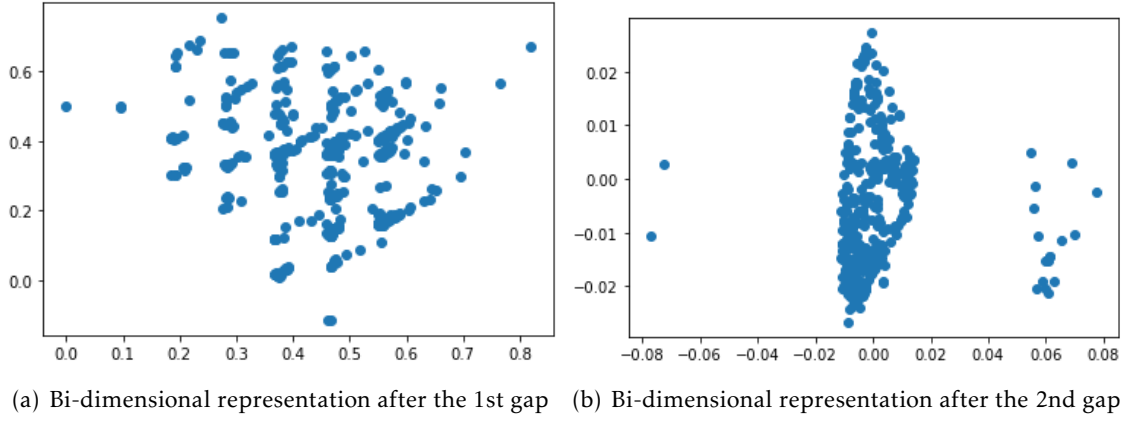 0.6
0.4
0.2
0.0
0.0 0.1 0.2 0.3 0.4 0.5 0.6 0.7 0.8
0.02
0.01
0.00
−0.01
−0.02
−0.08 −0.06 −0.04 −0.02 0.00 0.02 0.04 0.06 0.08
(a) Bi-dimensional representation after the 1st gap
(b) Bi-dimensional representation after the 2nd gap